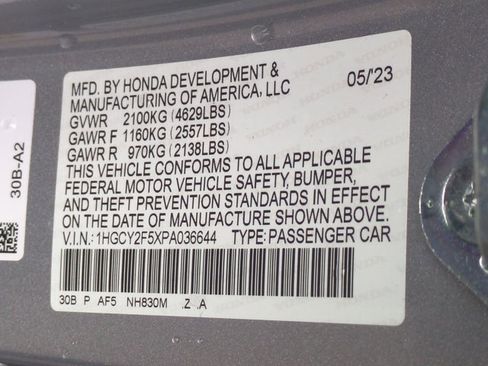 MFD. BY HONDA DEVELOPMENT & 05/'23
MANUFACTURING OF AMERICA, LLC
GVWR 2100KG (4629LBS)
GAWR F 1160KG (2557LBS)
GAWR R 970KG (2138LBS)
THIS VEHICLE CONFORMS TO ALL APPLICABLE
FEDERAL MOTOR VEHICLE SAFETY, BUMPER,
AND THEFT PREVENTION STANDARDS IN EFFECT
ON THE DATE OF MANUFACTURE SHOWN ABOVE.
V.I.N.: 1HGCY2F5XPA036644 TYPE: PASSENGER CAR
30B P AF5 NH830M .Z .A
30B-A2